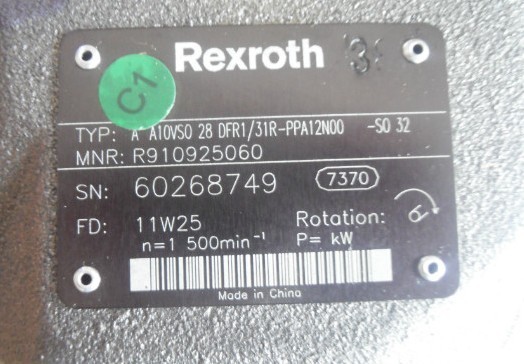 Rexroth 31
C1
TYP: A A10VSO 28 DFR1/31R-PPA12N00 -SO 32
MNR: R910925060
SN: 60268749 7370
FD: 11W25 Rotation: R
n=1 500min⁻¹ P= kW
Made in China